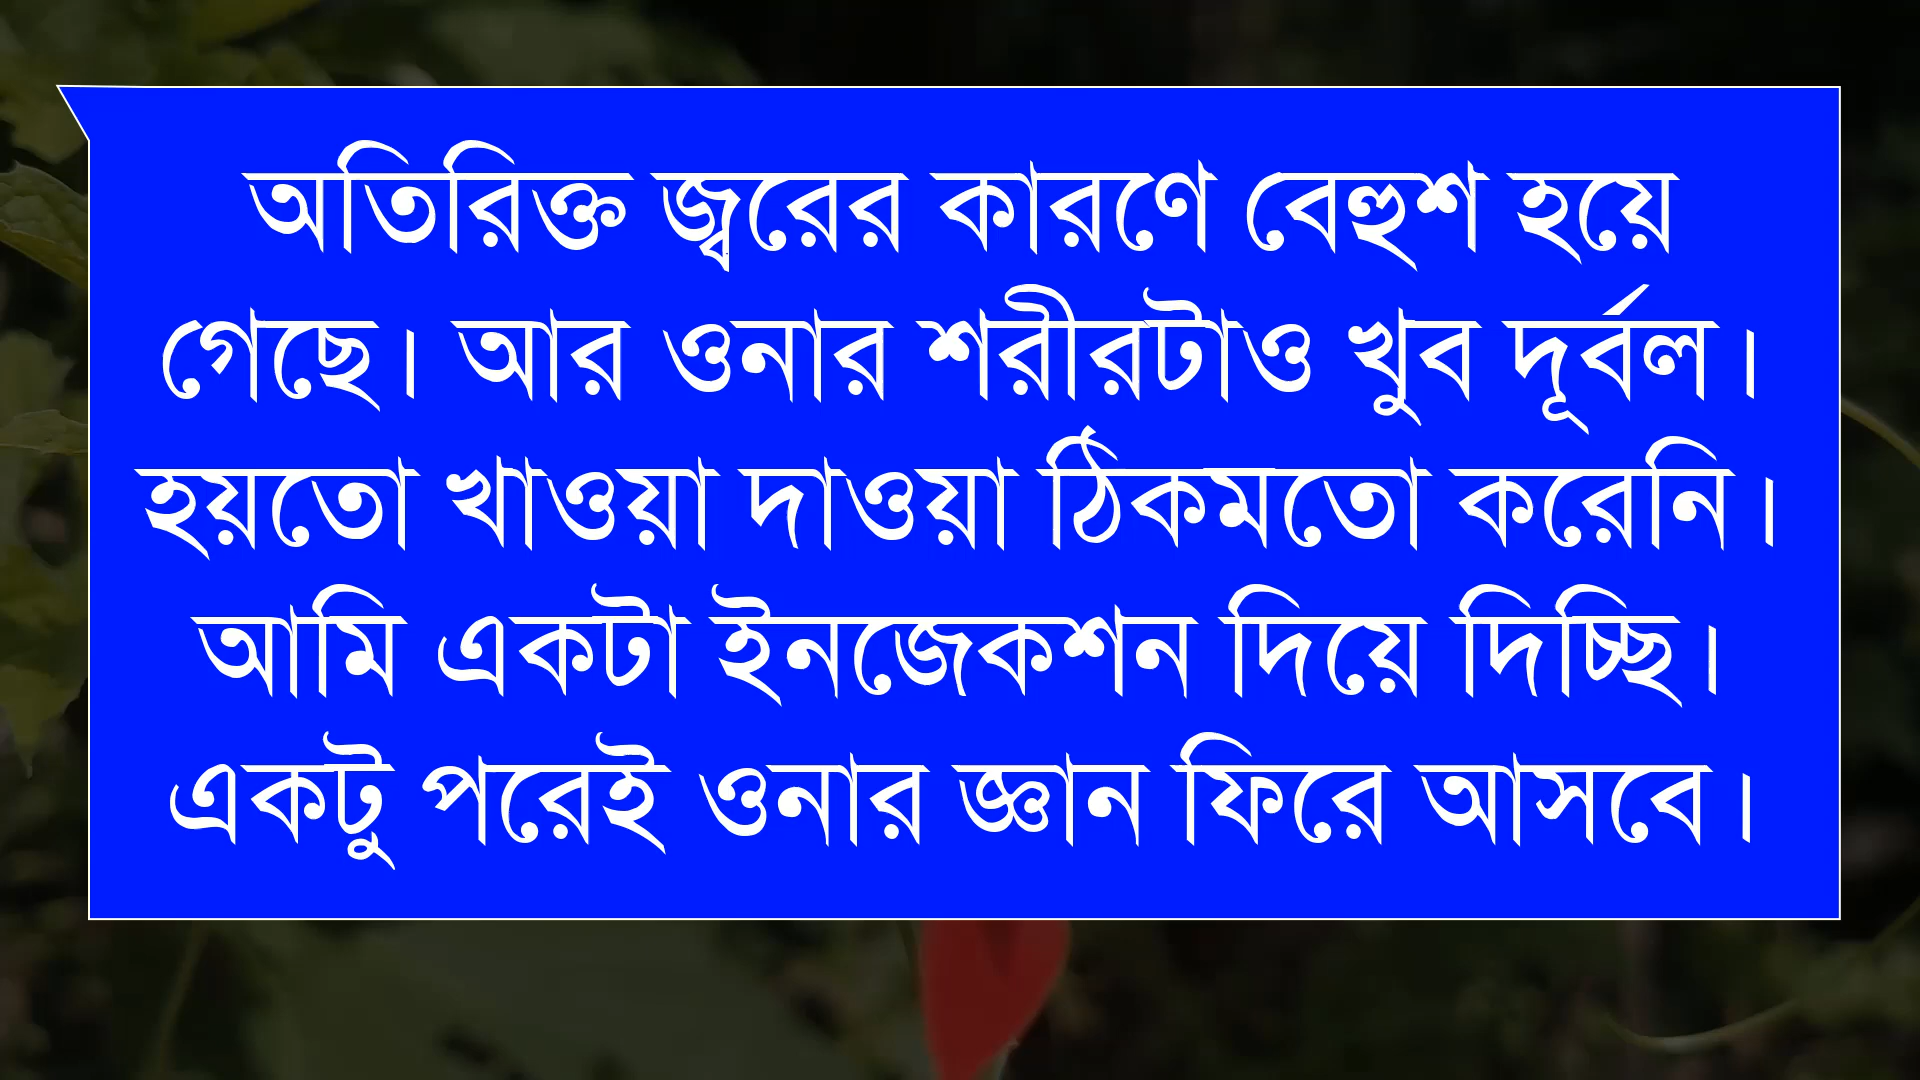 অতিরিক্ত জ্বরের কারণে বেহুশ হয়ে
গেছে। আর ওনার শরীরটাও খুব দূর্বল।
হয়তো খাওয়া দাওয়া ঠিকমতো করেনি।
আমি একটা ইনজেকশন দিয়ে দিচ্ছি।
একটু পরেই ওনার জ্ঞান ফিরে আসবে।